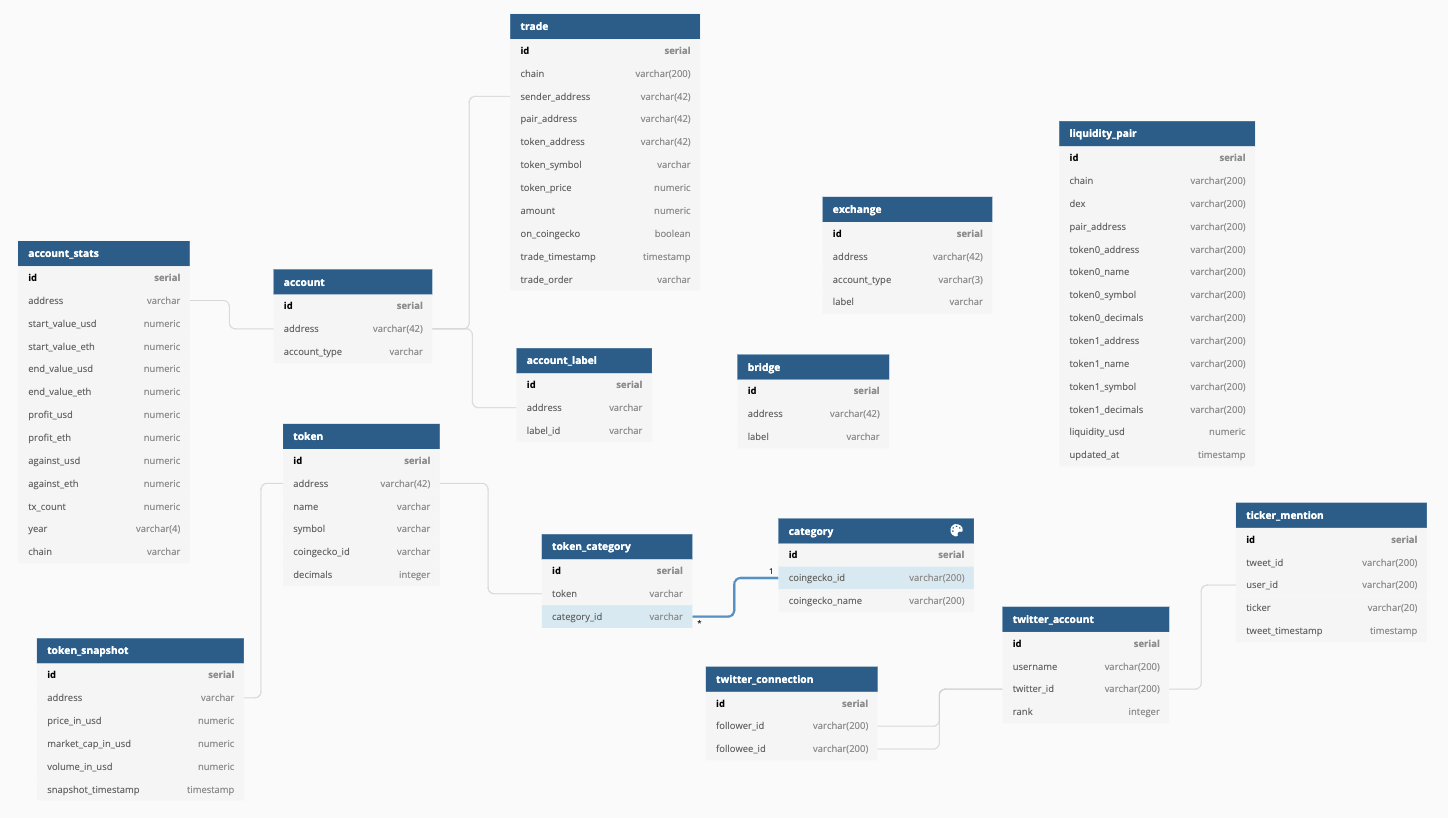 trade
id serial
chain varchar(200)
sender_address varchar(42)
pair_address varchar(42)
token_address varchar(42)
token_symbol varchar
token_price numeric
amount numeric
on_coingecko boolean
trade_timestamp timestamp
trade_order varchar
liquidity_pair
id serial
chain varchar(200)
dex varchar(200)
pair_address varchar(200)
token0_address varchar(200)
token0_name varchar(200)
token0_symbol varchar(200)
token0_decimals varchar(200)
token1_address varchar(200)
token1_name varchar(200)
token1_symbol varchar(200)
token1_decimals varchar(200)
liquidity_usd numeric
updated_at timestamp
exchange
id serial
address varchar(42)
account_type varchar(3)
label varchar
account_stats
id serial
address varchar
start_value_usd numeric
start_value_eth numeric
end_value_usd numeric
end_value_eth numeric
profit_usd numeric
profit_eth numeric
against_usd numeric
against_eth numeric
tx_count numeric
year varchar(4)
chain varchar
account
id serial
address varchar(42)
account_type varchar
account_label
id serial
address varchar
label_id varchar
bridge
id serial
address varchar(42)
label varchar
token
id serial
address varchar(42)
name varchar
symbol varchar
coingecko_id varchar
decimals integer
token_category
id serial
token varchar
category_id varchar
*
1
category
id serial
coingecko_id varchar(200)
coingecko_name varchar(200)
ticker_mention
id serial
tweet_id varchar(200)
user_id varchar(200)
ticker varchar(20)
tweet_timestamp timestamp
twitter_account
id serial
username varchar(200)
twitter_id varchar(200)
rank integer
token_snapshot
id serial
address varchar
price_in_usd numeric
market_cap_in_usd numeric
volume_in_usd numeric
snapshot_timestamp timestamp
twitter_connection
id serial
follower_id varchar(200)
followee_id varchar(200)